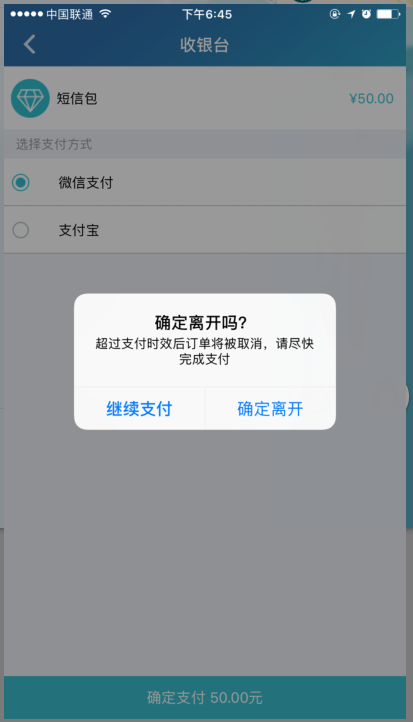 中国联通
下午6:45
收银台
短信包
¥50.00
选择支付方式
微信支付
支付宝
确定离开吗?
超过支付时效后订单将被取消，请尽快
完成支付
继续支付
确定离开
确定支付 50.00元